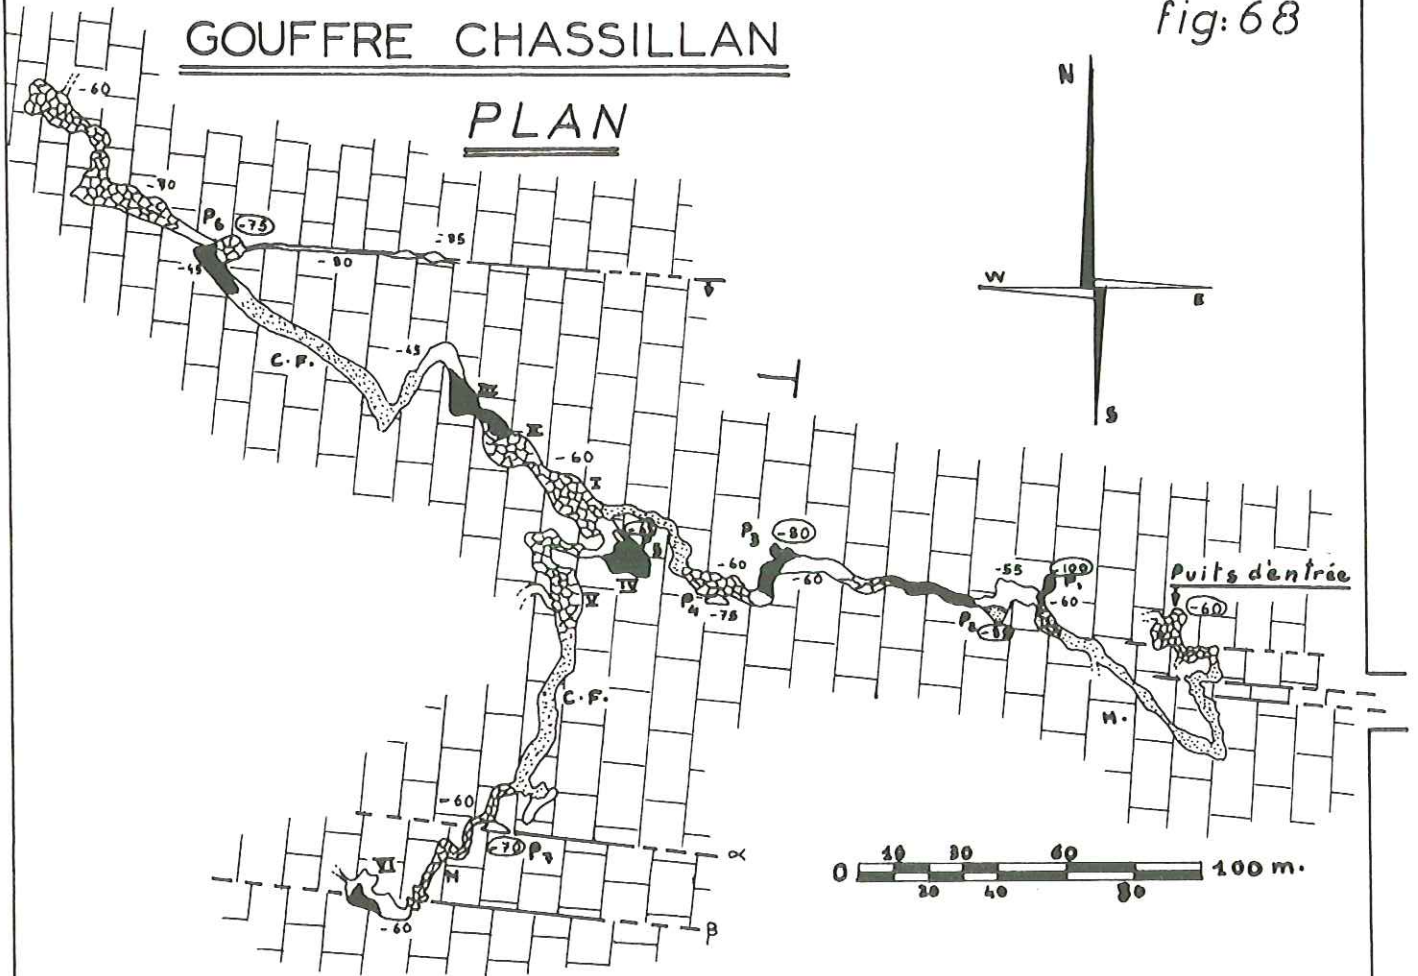 fig: 68
GOUFFRE CHASSILLAN
PLAN
N
W
E
S
-60
-70
P6
-75
-85
-80
-45
C.F.
-45
III
II
-60
I
IV
V
P3
-80
-60
-60
P4
-75
-55
-100
P1
-60
P2
Puits d'entrée
-60
M.
C.F.
-60
-70
P7
α
VI
M
-60
β
0
10
30
60
100 m.
20
40
80